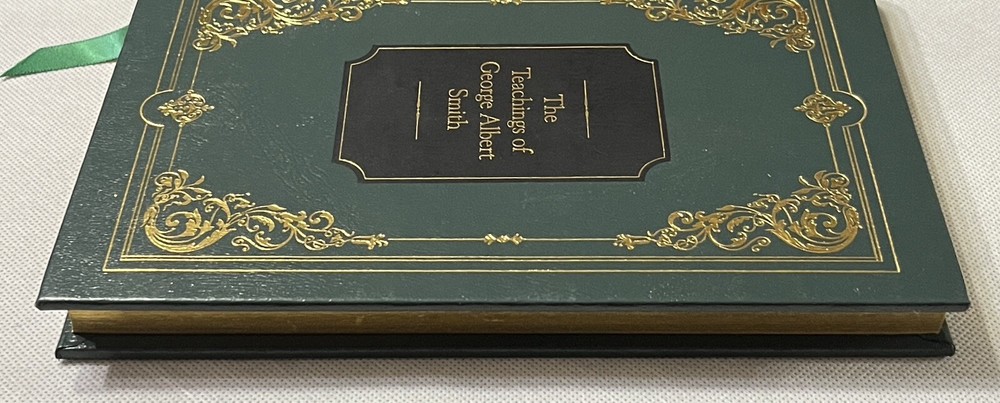 The
Teachings of
George Albert
Smith